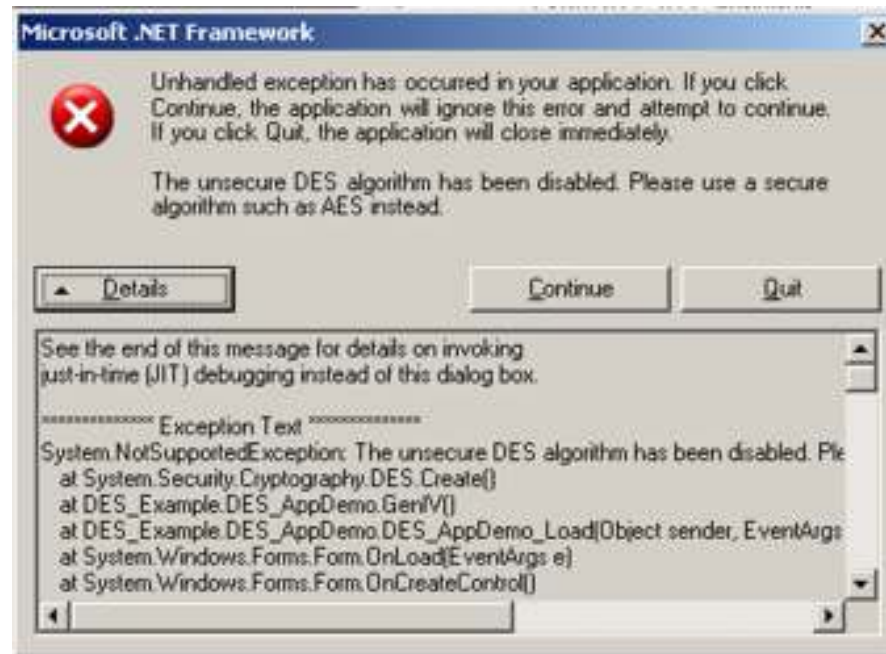 Microsoft .NET Framework
Unhandled exception has occurred in your application. If you click
Continue, the application will ignore this error and attempt to continue.
If you click Quit, the application will close immediately.
The unsecure DES algorithm has been disabled. Please use a secure
algorithm such as AES instead.
Details
Continue
Quit
See the end of this message for details on invoking
just-in-time (JIT) debugging instead of this dialog box.
************** Exception Text **************
System.NotSupportedException: The unsecure DES algorithm has been disabled. Ple
at System.Security.Cryptography.DES.Create()
at DES_Example.DES_AppDemo.GenIV()
at DES_Example.DES_AppDemo.DES_AppDemo_Load(Object sender, EventArgs
at System.Windows.Forms.Form.OnLoad(EventArgs e)
at System.Windows.Forms.Form.OnCreateControl()